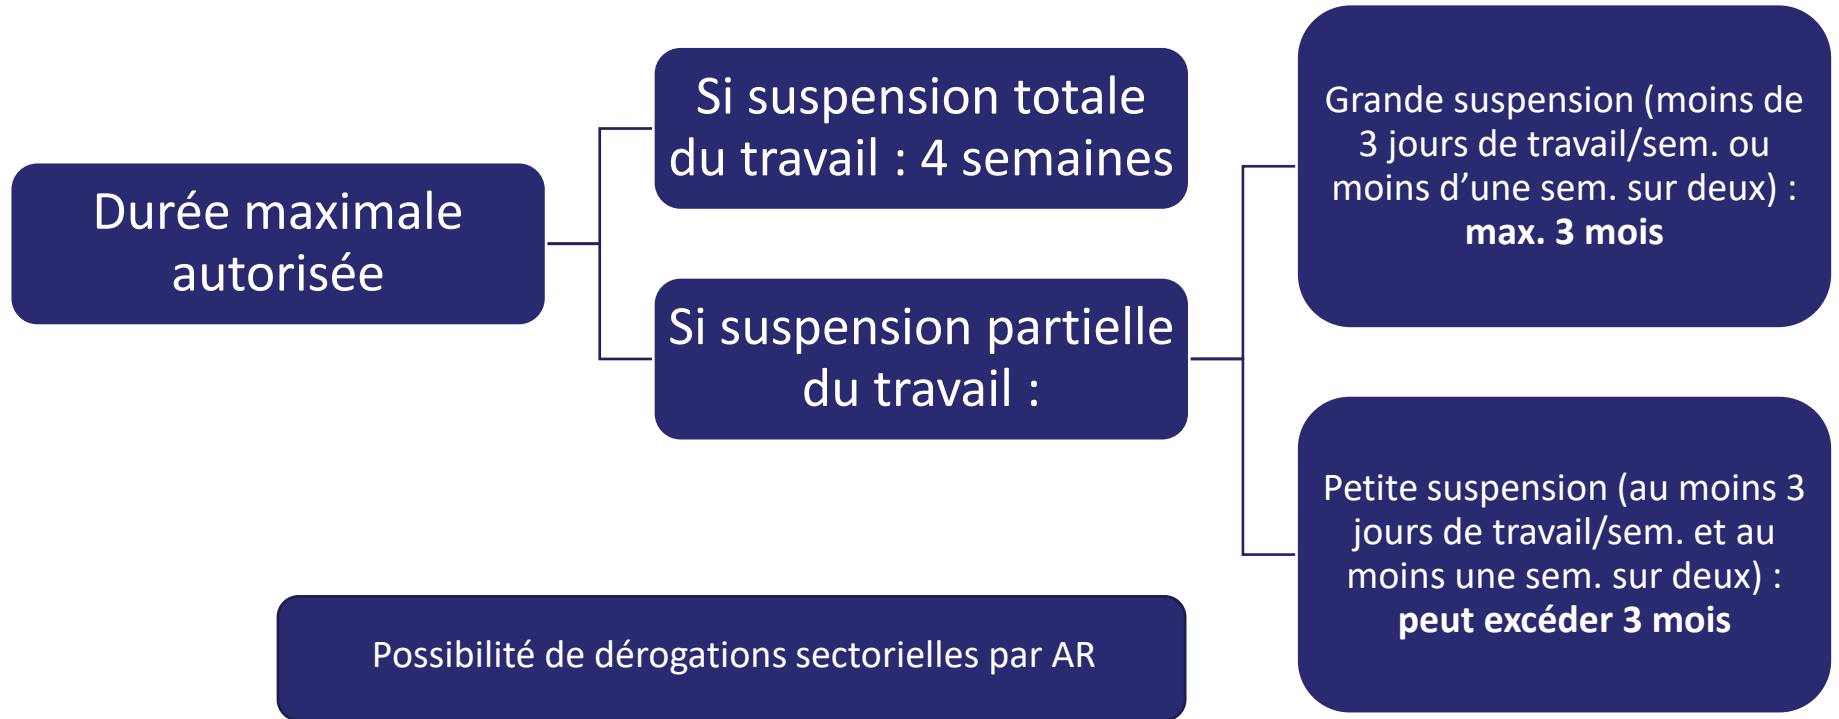 Durée maximale
autorisée
Si suspension totale
du travail : 4 semaines
Si suspension partielle
du travail :
Grande suspension (moins de
3 jours de travail/sem. ou
moins d’une sem. sur deux) :
max. 3 mois
Petite suspension (au moins 3
jours de travail/sem. et au
moins une sem. sur deux) :
peut excéder 3 mois
Possibilité de dérogations sectorielles par AR